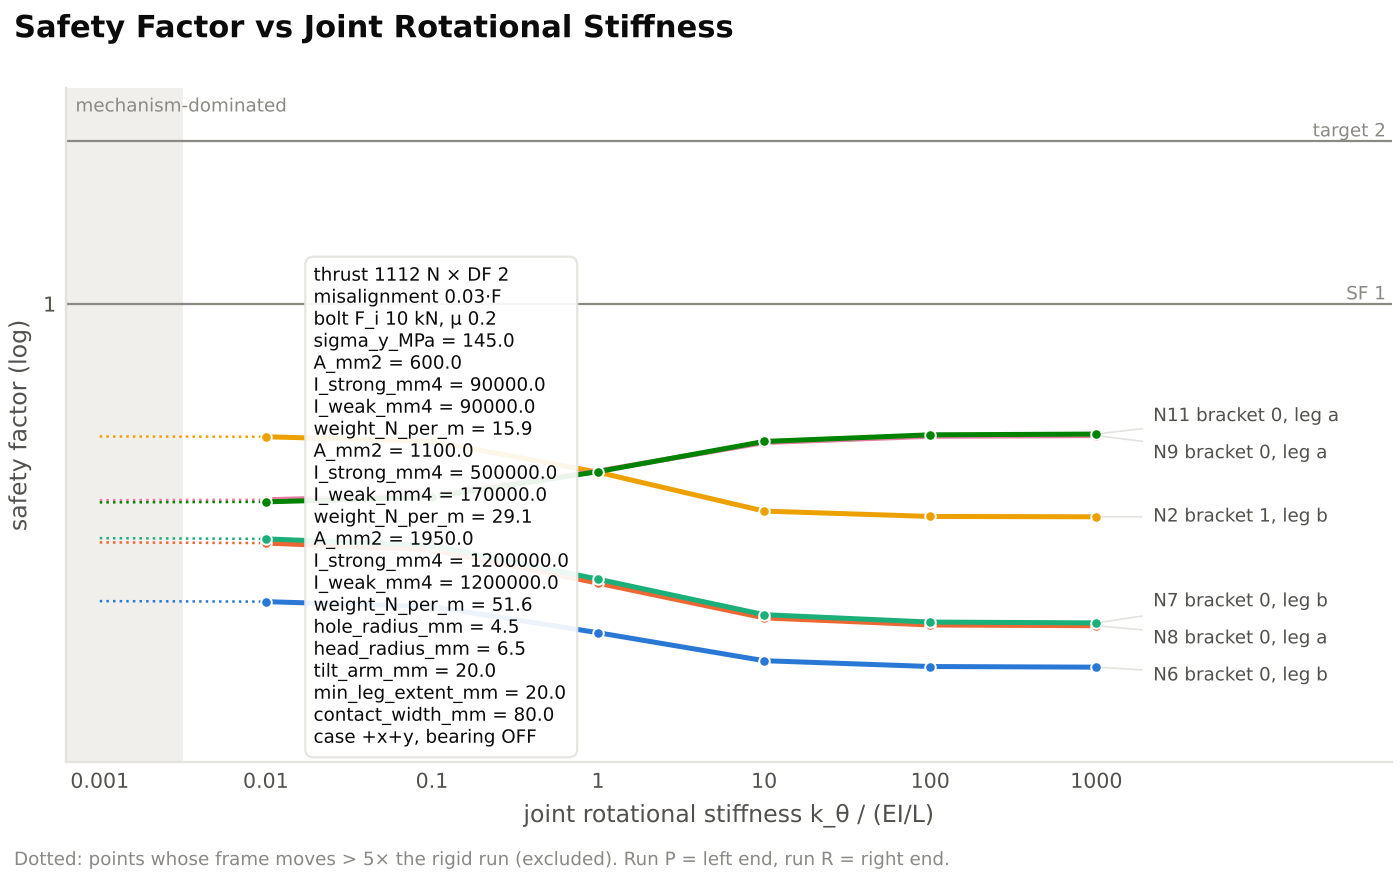 Safety Factor vs Joint Rotational Stiffness
mechanism-dominated
target 2
SF 1
1
safety factor (log)
thrust 1112 N × DF 2
misalignment 0.03·F
bolt F_i 10 kN, μ 0.2
sigma_y_MPa = 145.0
A_mm2 = 600.0
I_strong_mm4 = 90000.0
I_weak_mm4 = 90000.0
weight_N_per_m = 15.9
A_mm2 = 1100.0
I_strong_mm4 = 500000.0
I_weak_mm4 = 170000.0
weight_N_per_m = 29.1
A_mm2 = 1950.0
I_strong_mm4 = 1200000.0
I_weak_mm4 = 1200000.0
weight_N_per_m = 51.6
hole_radius_mm = 4.5
head_radius_mm = 6.5
tilt_arm_mm = 20.0
min_leg_extent_mm = 20.0
contact_width_mm = 80.0
case +x+y, bearing OFF
N11 bracket 0, leg a
N9 bracket 0, leg a
N2 bracket 1, leg b
N7 bracket 0, leg b
N8 bracket 0, leg a
N6 bracket 0, leg b
0.001 0.01 0.1 1 10 100 1000
joint rotational stiffness k_θ / (EI/L)
Dotted: points whose frame moves > 5× the rigid run (excluded). Run P = left end, run R = right end.